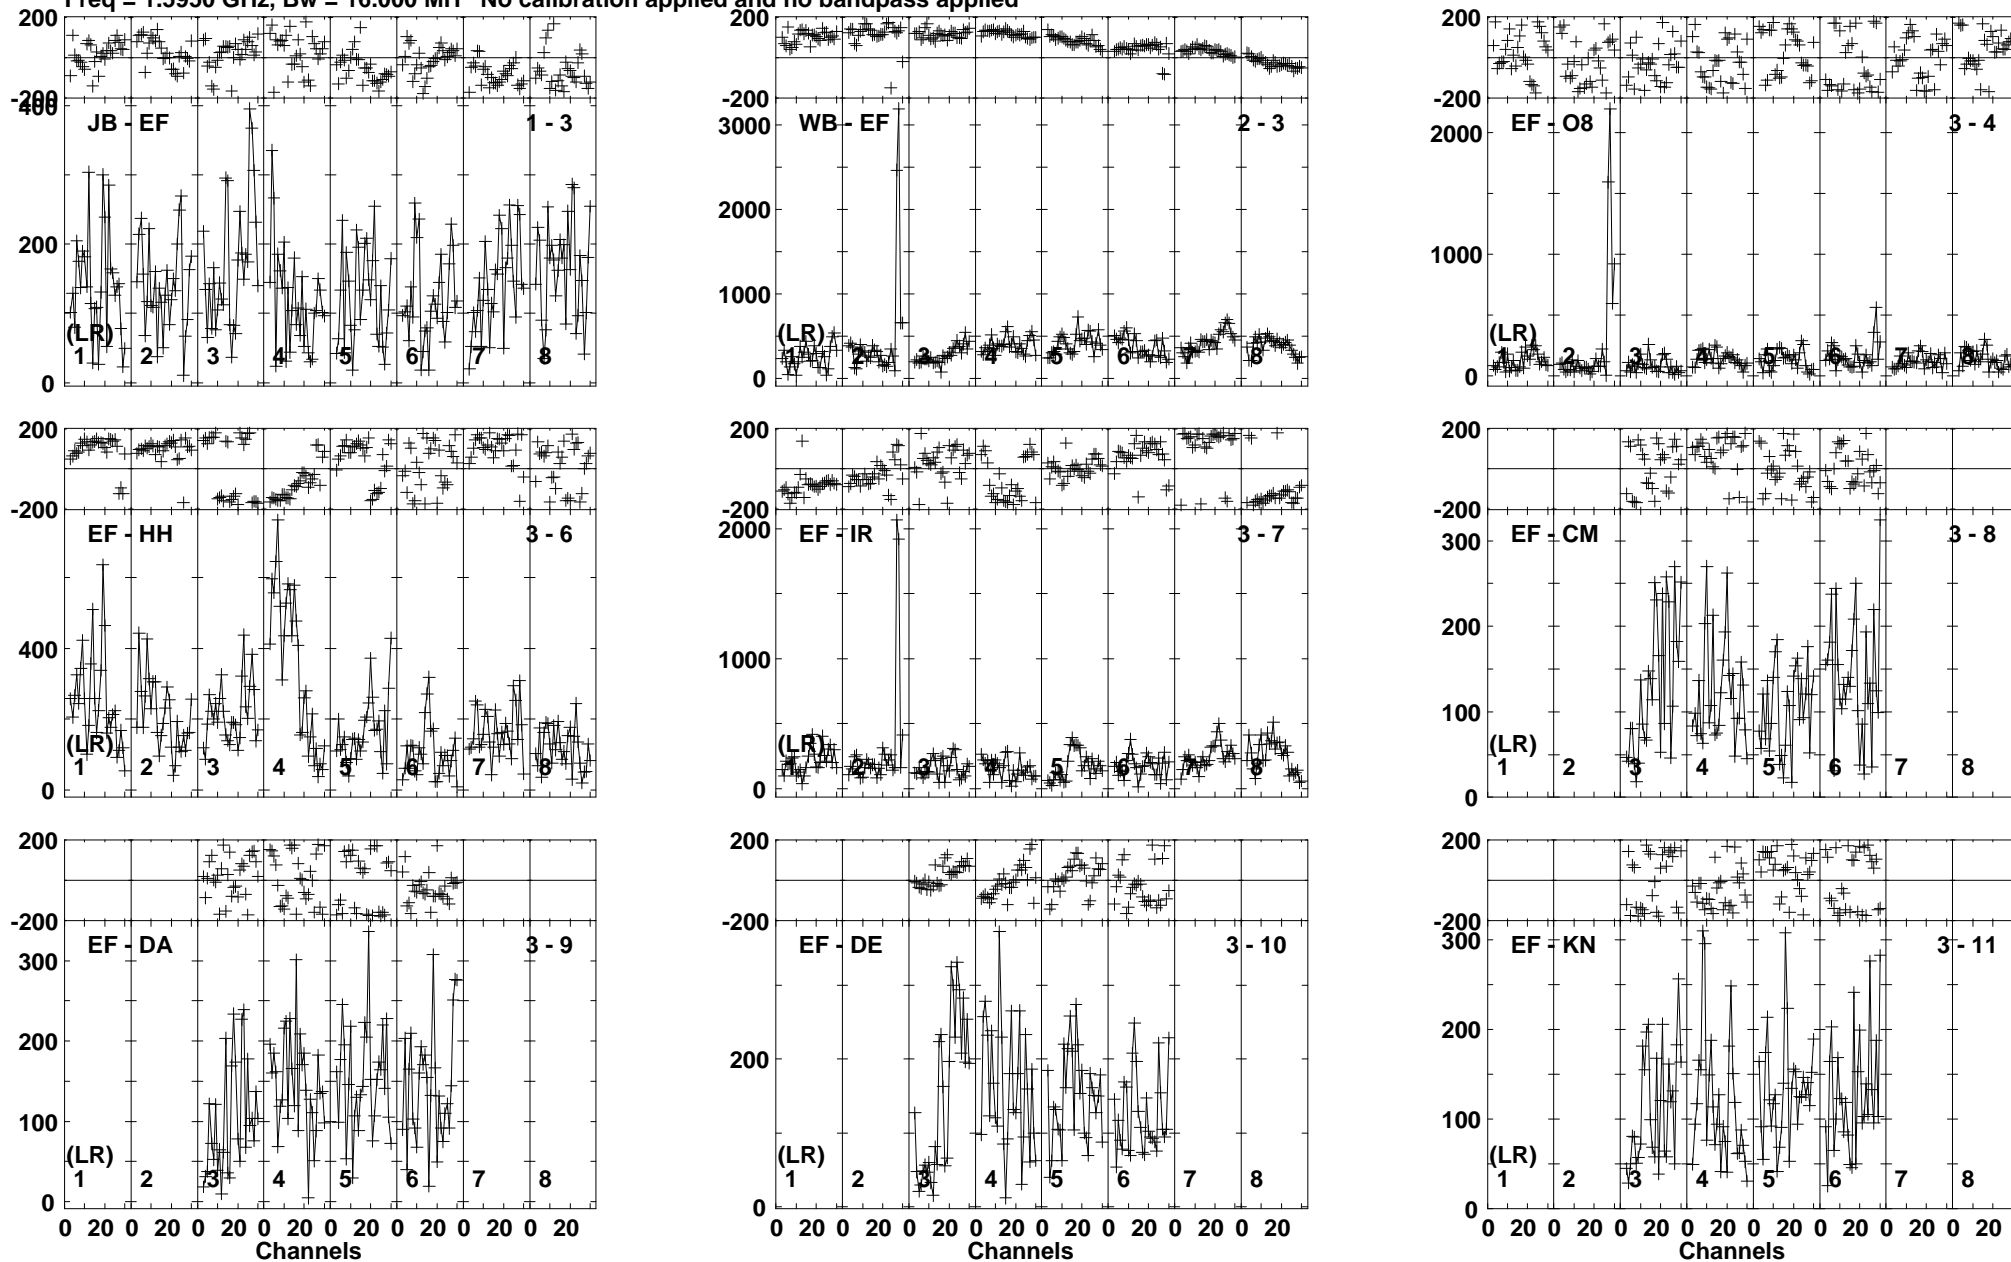 Freq = 1.5950 GHz, Bw = 16.000 MH No calibration applied and no bandpass applied
200
-200
400
200
0
JB - EF
1 - 3
(LR)
1 2 3 4 5 6 7 8
200
-200
3000
2000
1000
0
WB - EF
2 - 3
(LR)
1 2 3 4 5 6 7 8
200
-200
2000
1000
0
EF - O8
3 - 4
(LR)
1 2 3 4 5 6 7 8
200
-200
400
0
EF - HH
3 - 6
(LR)
1 2 3 4 5 6 7 8
200
-200
2000
1000
0
EF - IR
3 - 7
(LR)
1 2 3 4 5 6 7 8
200
-200
300
200
100
0
EF - CM
3 - 8
(LR)
1 2 3 4 5 6 7 8
200
-200
300
200
100
0
EF - DA
3 - 9
(LR)
1 2 3 4 5 6 7 8
0 20 0 20 0 20 0 20 0 20 0 20 0 20 0 20
Channels
200
-200
200
0
EF - DE
3 - 10
(LR)
1 2 3 4 5 6 7 8
0 20 0 20 0 20 0 20 0 20 0 20 0 20 0 20
Channels
200
-200
300
200
100
0
EF - KN
3 - 11
(LR)
1 2 3 4 5 6 7 8
0 20 0 20 0 20 0 20 0 20 0 20 0 20 0 20
Channels